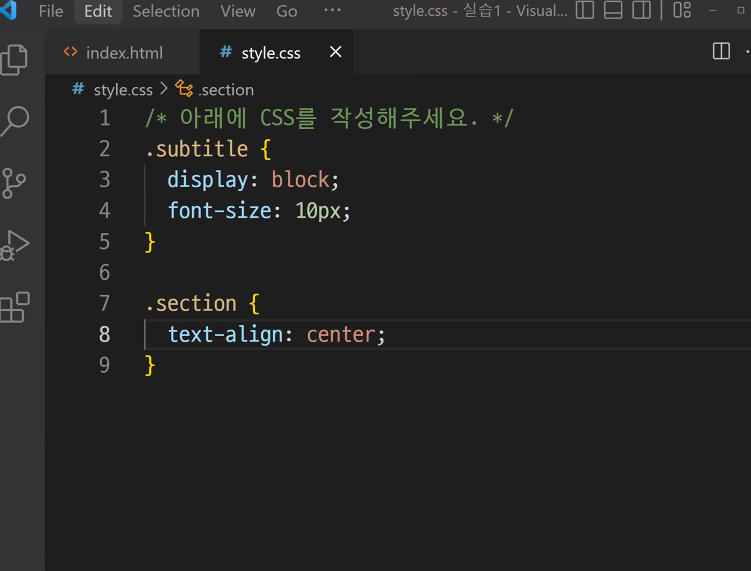 File Edit Selection View Go ··· style.css - 실습1 - Visual...
index.html # style.css
# style.css > .section
1 /* 아래에 CSS를 작성해주세요. */
2 .subtitle {
3 display: block;
4 font-size: 10px;
5 }
6
7 .section {
8 text-align: center;
9 }